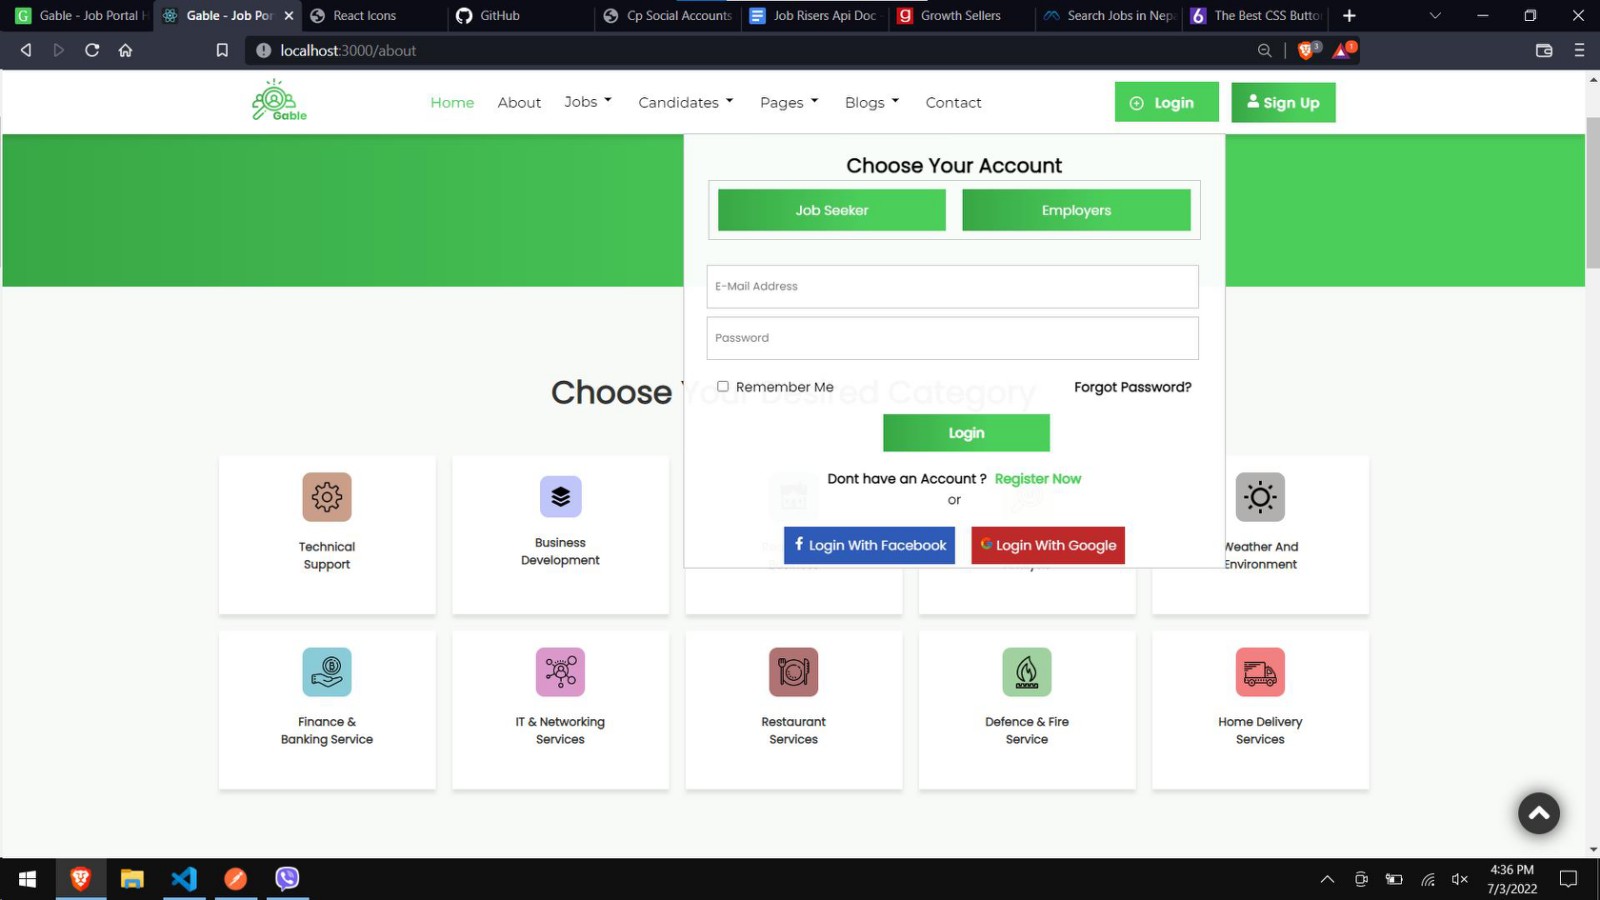 Gable - Job Portal H
Gable - Job Por
React Icons
GitHub
Cp Social Accounts
Job Risers Api Doc
Growth Sellers
Search Jobs in Nepa
The Best CSS Butto
localhost:3000/about
3
1
Gable
Home
About
Jobs
Candidates
Pages
Blogs
Contact
Login
Sign Up
Choose Your Account
Job Seeker
Employers
E-Mail Address
Password
Choose Your Desired Category
Remember Me
Forgot Password?
Login
Dont have an Account ? Register Now
or
Login With Facebook
Login With Google
Technical
Support
Business
Development
Weather And
Environment
Finance &
Banking Service
IT & Networking
Services
Restaurant
Services
Defence & Fire
Service
Home Delivery
Services
4:36 PM
7/3/2022